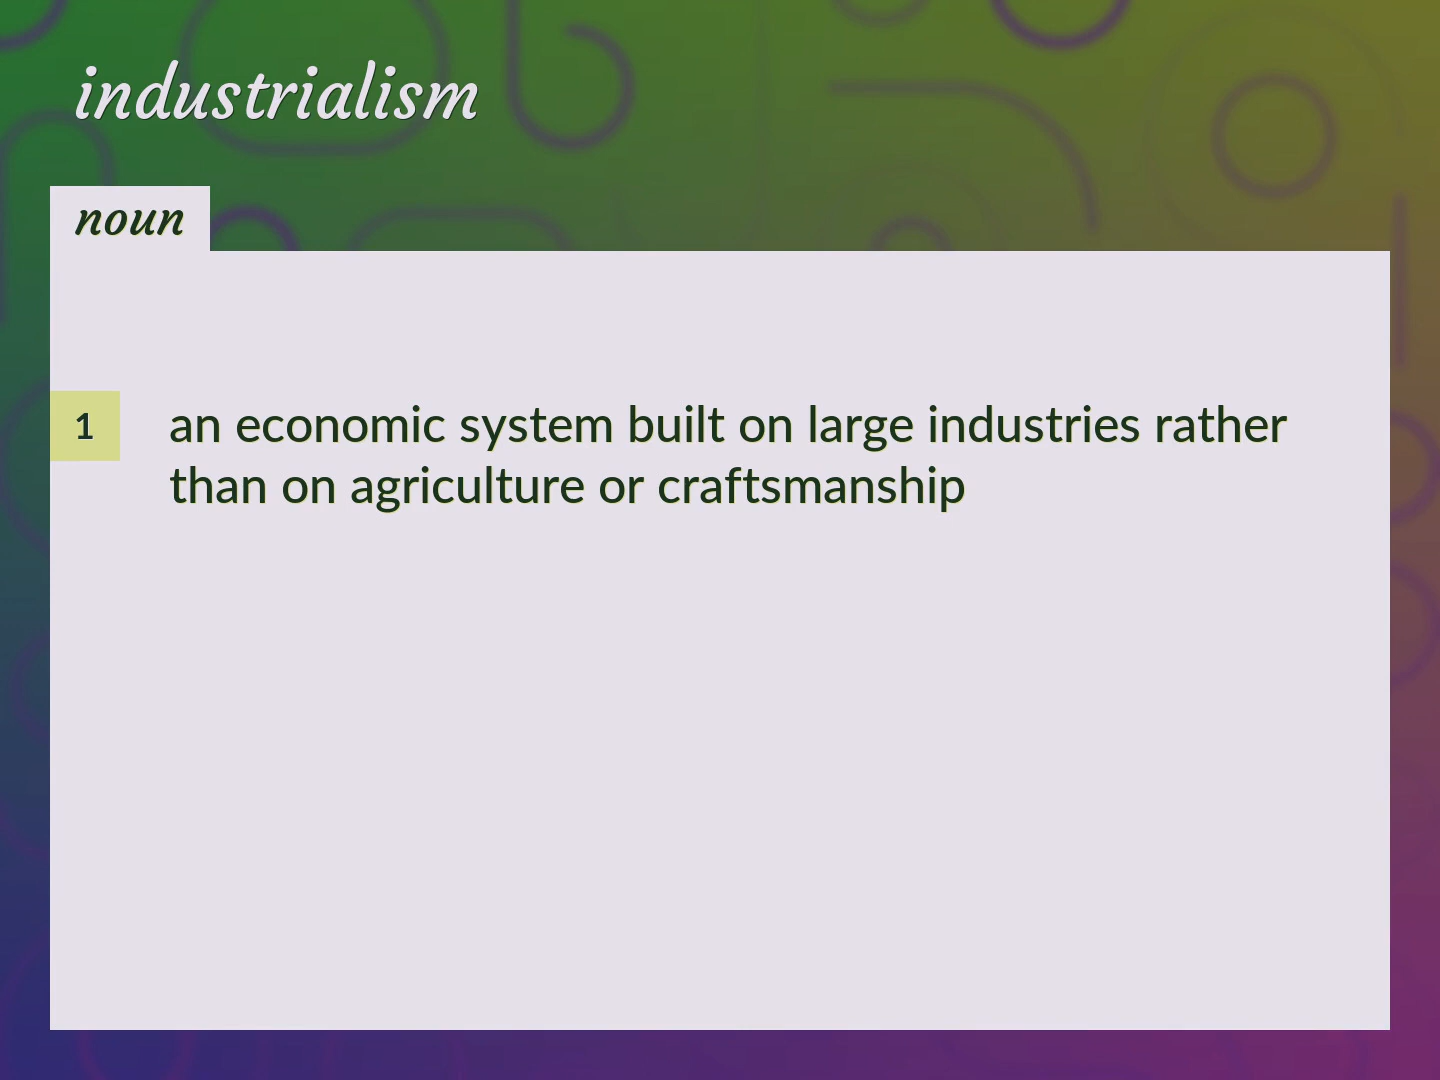 industrialism
noun
1
an economic system built on large industries rather
than on agriculture or craftsmanship